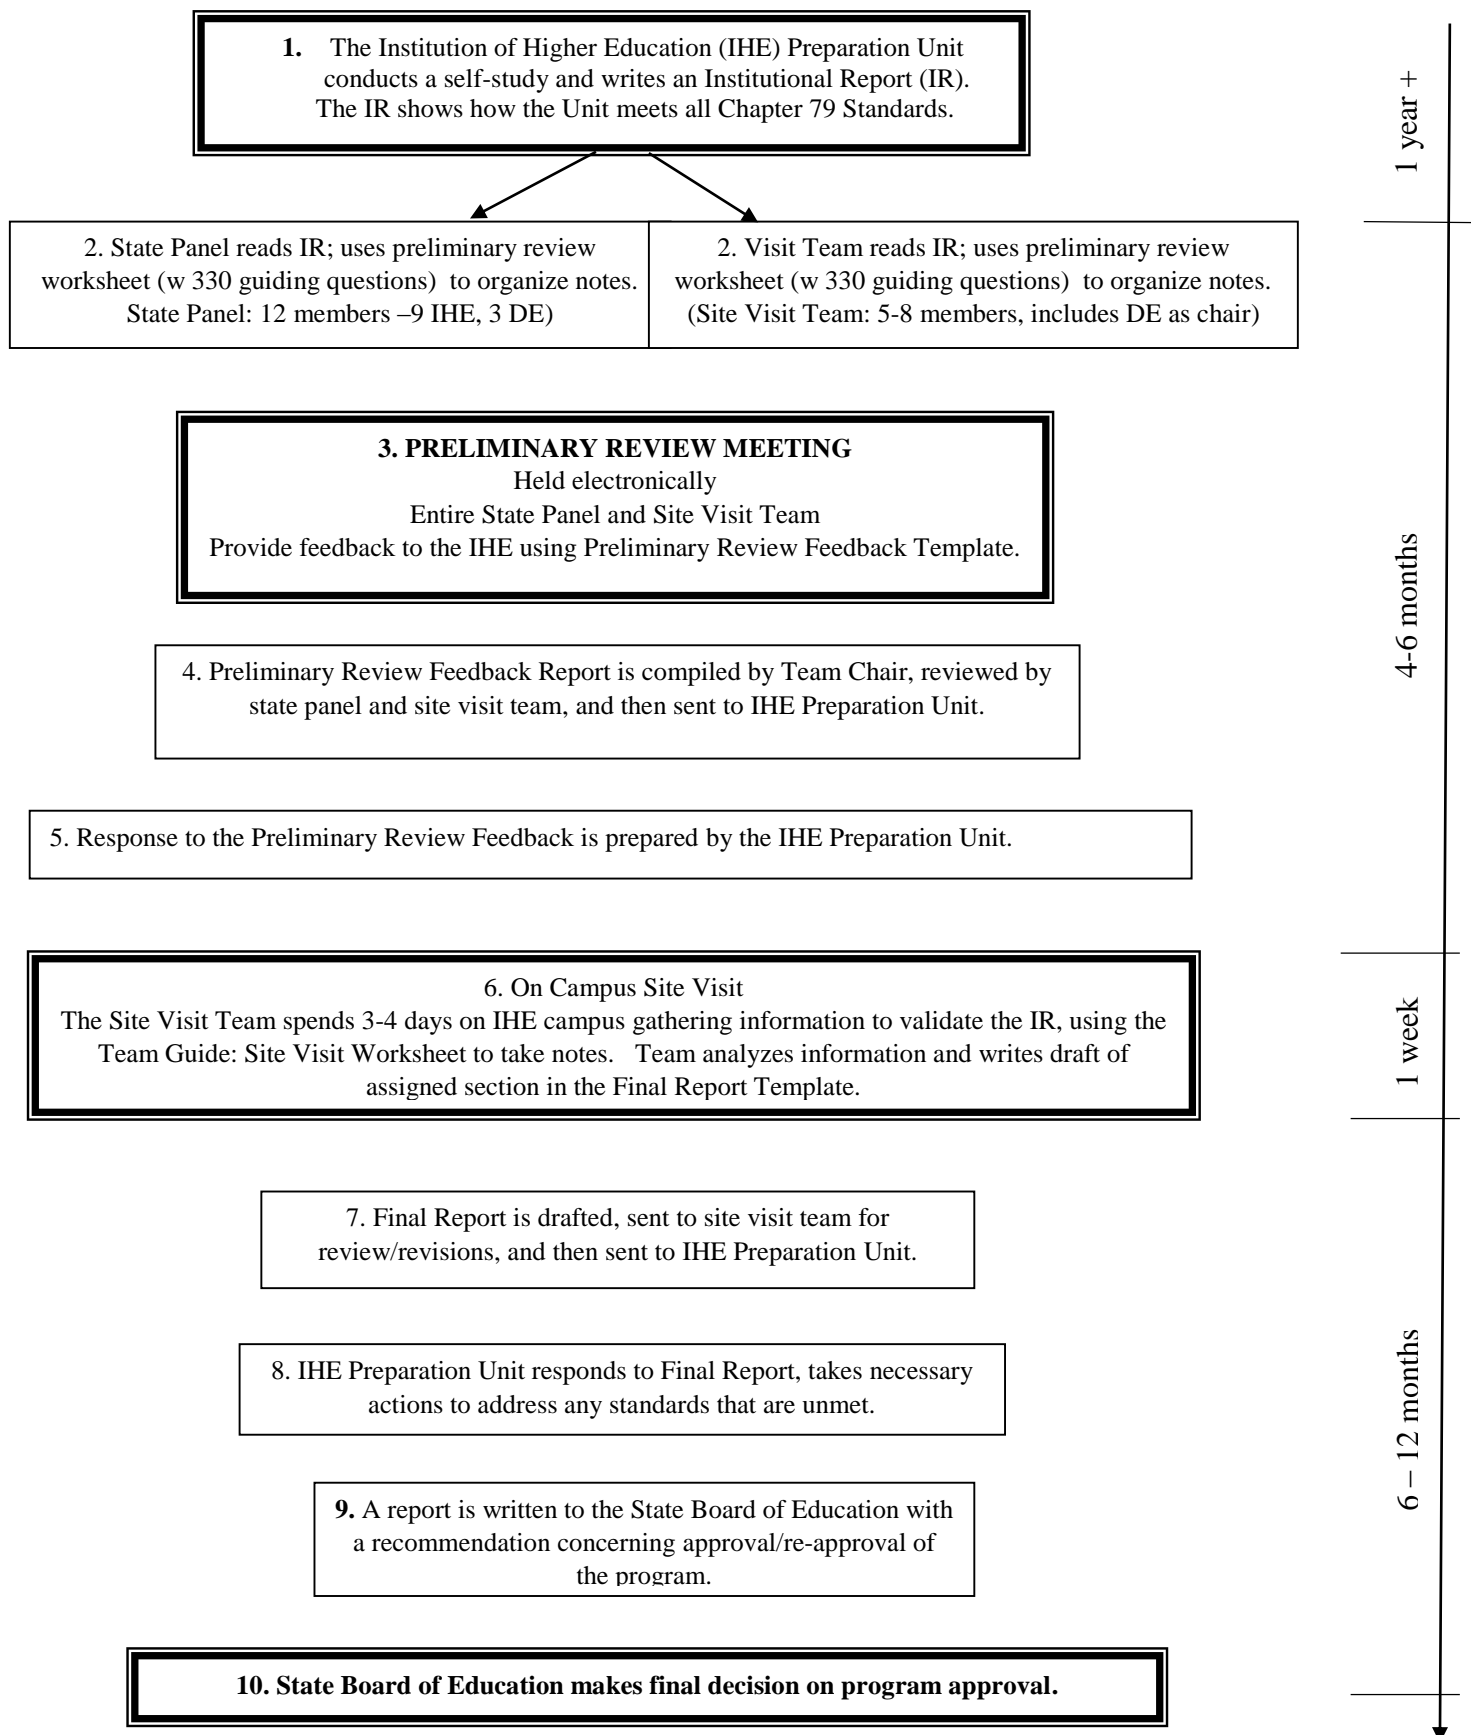 1. The Institution of Higher Education (IHE) Preparation Unit
conducts a self-study and writes an Institutional Report (IR).
The IR shows how the Unit meets all Chapter 79 Standards.
1 year +
2. State Panel reads IR; uses preliminary review
worksheet (w 330 guiding questions) to organize notes.
State Panel: 12 members –9 IHE, 3 DE)
2. Visit Team reads IR; uses preliminary review
worksheet (w 330 guiding questions) to organize notes.
(Site Visit Team: 5-8 members, includes DE as chair)
3. PRELIMINARY REVIEW MEETING
Held electronically
Entire State Panel and Site Visit Team
Provide feedback to the IHE using Preliminary Review Feedback Template.
4-6 months
4. Preliminary Review Feedback Report is compiled by Team Chair, reviewed by
state panel and site visit team, and then sent to IHE Preparation Unit.
5. Response to the Preliminary Review Feedback is prepared by the IHE Preparation Unit.
6. On Campus Site Visit
The Site Visit Team spends 3-4 days on IHE campus gathering information to validate the IR, using the
Team Guide: Site Visit Worksheet to take notes. Team analyzes information and writes draft of
assigned section in the Final Report Template.
1 week
7. Final Report is drafted, sent to site visit team for
review/revisions, and then sent to IHE Preparation Unit.
8. IHE Preparation Unit responds to Final Report, takes necessary
actions to address any standards that are unmet.
6 – 12 months
9. A report is written to the State Board of Education with
a recommendation concerning approval/re-approval of
the program.
10. State Board of Education makes final decision on program approval.